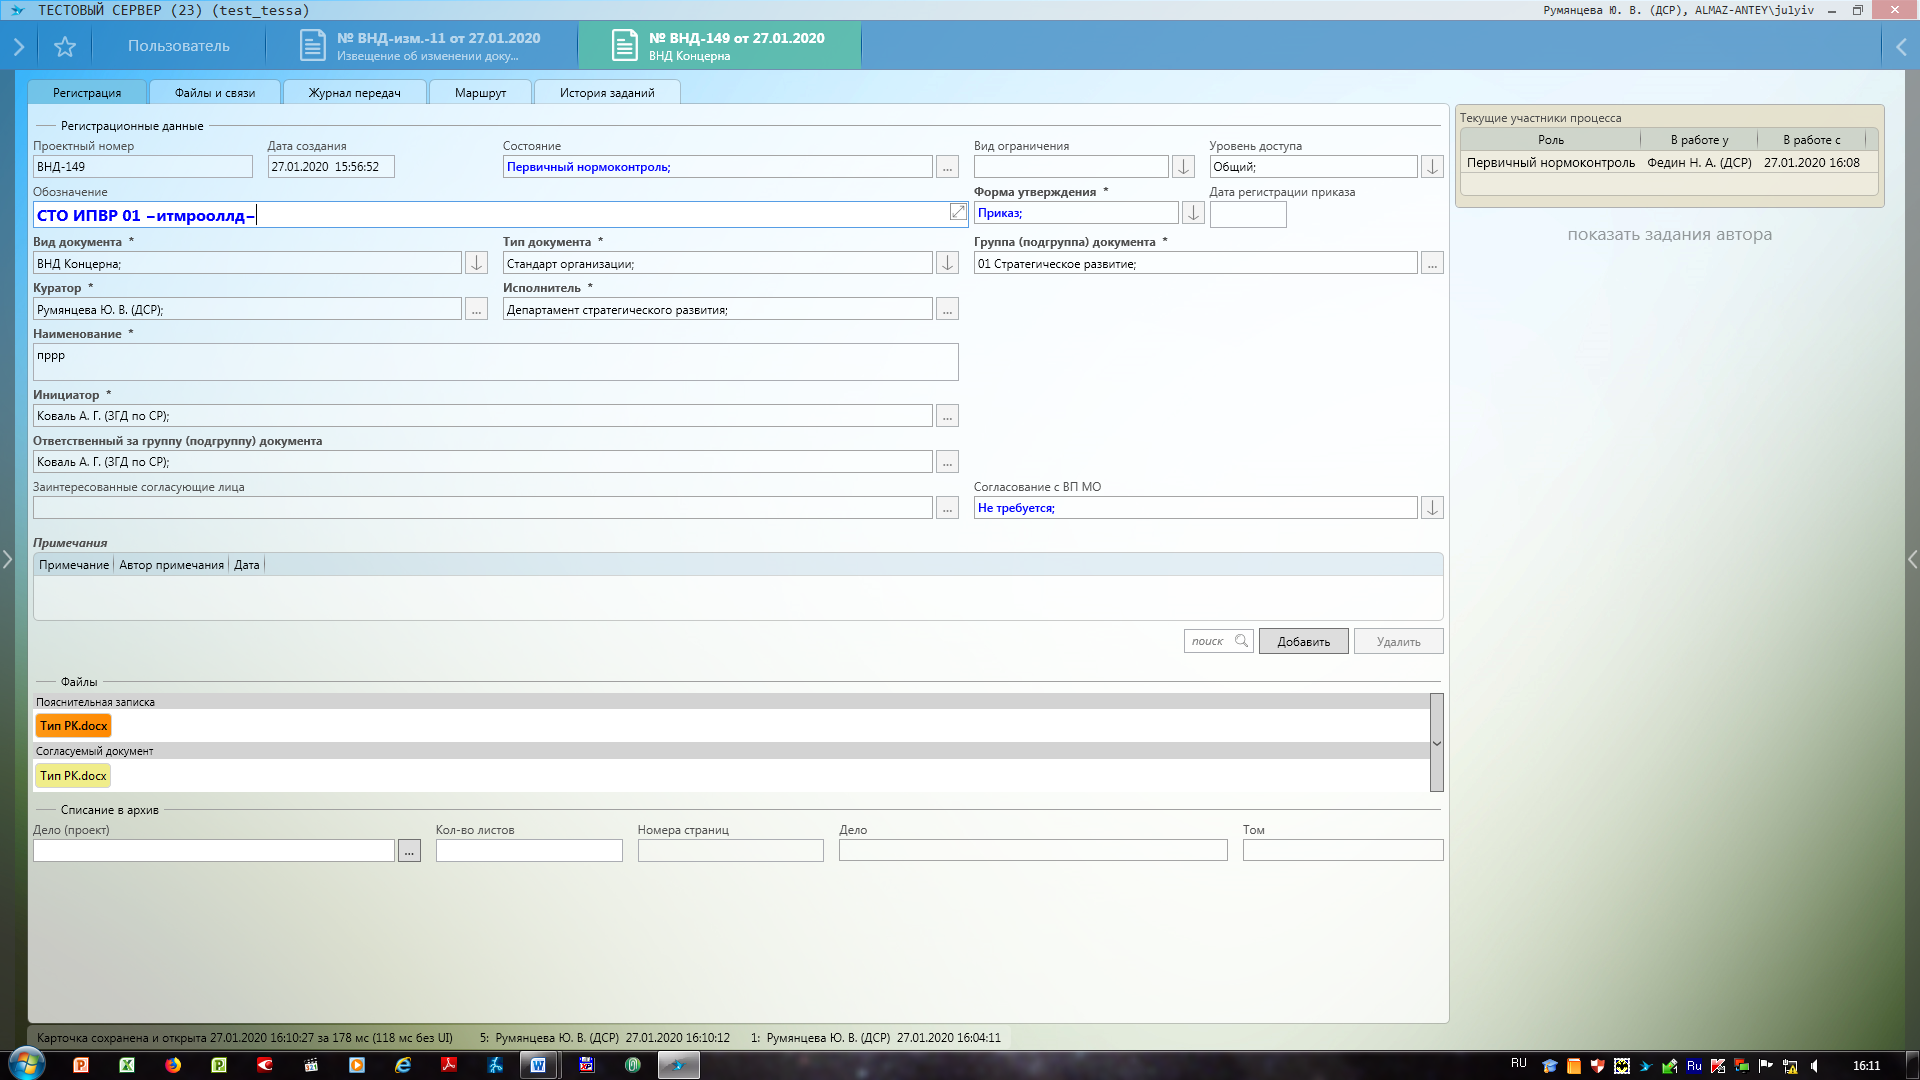 ТЕСТОВЫЙ СЕРВЕР (23) (test_tessa)
Румянцева Ю. В. (ДСР), ALMAZ-ANTEY\julyiv
Пользователь
№ ВНД-изм.-11 от 27.01.2020
Извещение об изменении доку...
№ ВНД-149 от 27.01.2020
ВНД Концерна
Регистрация
Файлы и связи
Журнал передач
Маршрут
История заданий
Регистрационные данные
Проектный номер
Дата создания
Состояние
Вид ограничения
Уровень доступа
ВНД-149
27.01.2020 15:56:52
Первичный нормоконтроль;
...
Общий;
Обозначение
Форма утверждения *
Дата регистрации приказа
СТО ИПВР 01 –итмрооллд–
Приказ;
Вид документа *
Тип документа *
Группа (подгруппа) документа *
ВНД Концерна;
Стандарт организации;
01 Стратегическое развитие;
...
Куратор *
Исполнитель *
Румянцева Ю. В. (ДСР);
...
Департамент стратегического развития;
...
Наименование *
пррр
Инициатор *
Коваль А. Г. (ЗГД по СР);
...
Ответственный за группу (подгруппу) документа
Коваль А. Г. (ЗГД по СР);
...
Заинтересованные согласующие лица
Согласование с ВП МО
...
Не требуется;
Примечания
Примечание
Автор примечания
Дата
поиск
Добавить
Удалить
Файлы
Пояснительная записка
Тип РК.docx
Согласуемый документ
Тип РК.docx
Списание в архив
Дело (проект)
Кол-во листов
Номера страниц
Дело
Том
...
Текущие участники процесса
Роль
В работе у
В работе с
Первичный нормоконтроль
Федин Н. А. (ДСР)
27.01.2020 16:08
показать задания автора
Карточка сохранена и открыта 27.01.2020 16:10:27 за 178 мс (118 мс без UI)
5: Румянцева Ю. В. (ДСР) 27.01.2020 16:10:12
1: Румянцева Ю. В. (ДСР) 27.01.2020 16:04:11
RU
Ru
16:11